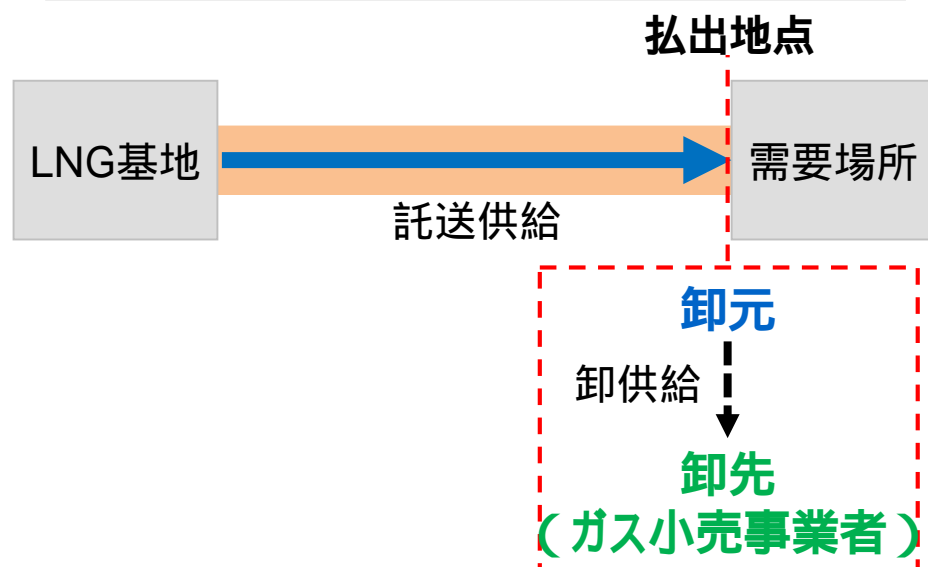 払出地点
LNG基地
需要場所
託送供給
卸元
卸供給
卸先
（ガス小売事業者）